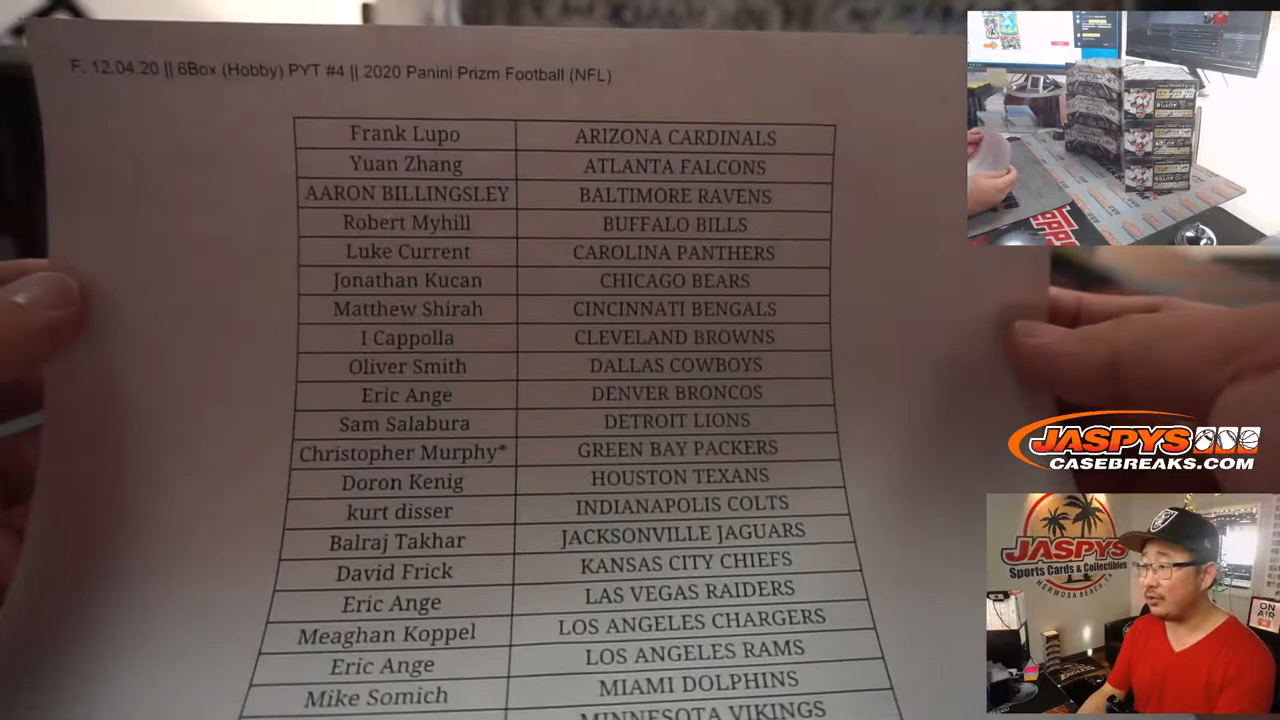 F. 12.04.20 || 6Box (Hobby) PYT #4 || 2020 Panini Prizm Football (NFL)
Frank Lupo ARIZONA CARDINALS
Yuan Zhang ATLANTA FALCONS
AARON BILLINGSLEY BALTIMORE RAVENS
Robert Myhill BUFFALO BILLS
Luke Current CAROLINA PANTHERS
Jonathan Kucan CHICAGO BEARS
Matthew Shirah CINCINNATI BENGALS
I Cappolla CLEVELAND BROWNS
Oliver Smith DALLAS COWBOYS
Eric Ange DENVER BRONCOS
Sam Salabura DETROIT LIONS
Christopher Murphy* GREEN BAY PACKERS
Doron Kenig HOUSTON TEXANS
kurt disser INDIANAPOLIS COLTS
Balraj Takhar JACKSONVILLE JAGUARS
David Frick KANSAS CITY CHIEFS
Eric Ange LAS VEGAS RAIDERS
Meaghan Koppel LOS ANGELES CHARGERS
Eric Ange LOS ANGELES RAMS
Mike Somich MIAMI DOLPHINS
MINNESOTA VIKINGS
JASPYS
CASEBREAKS.COM
JASPYS
Sports Cards & Collectibles
HERMOSA BEACH, CA
ON
AIR